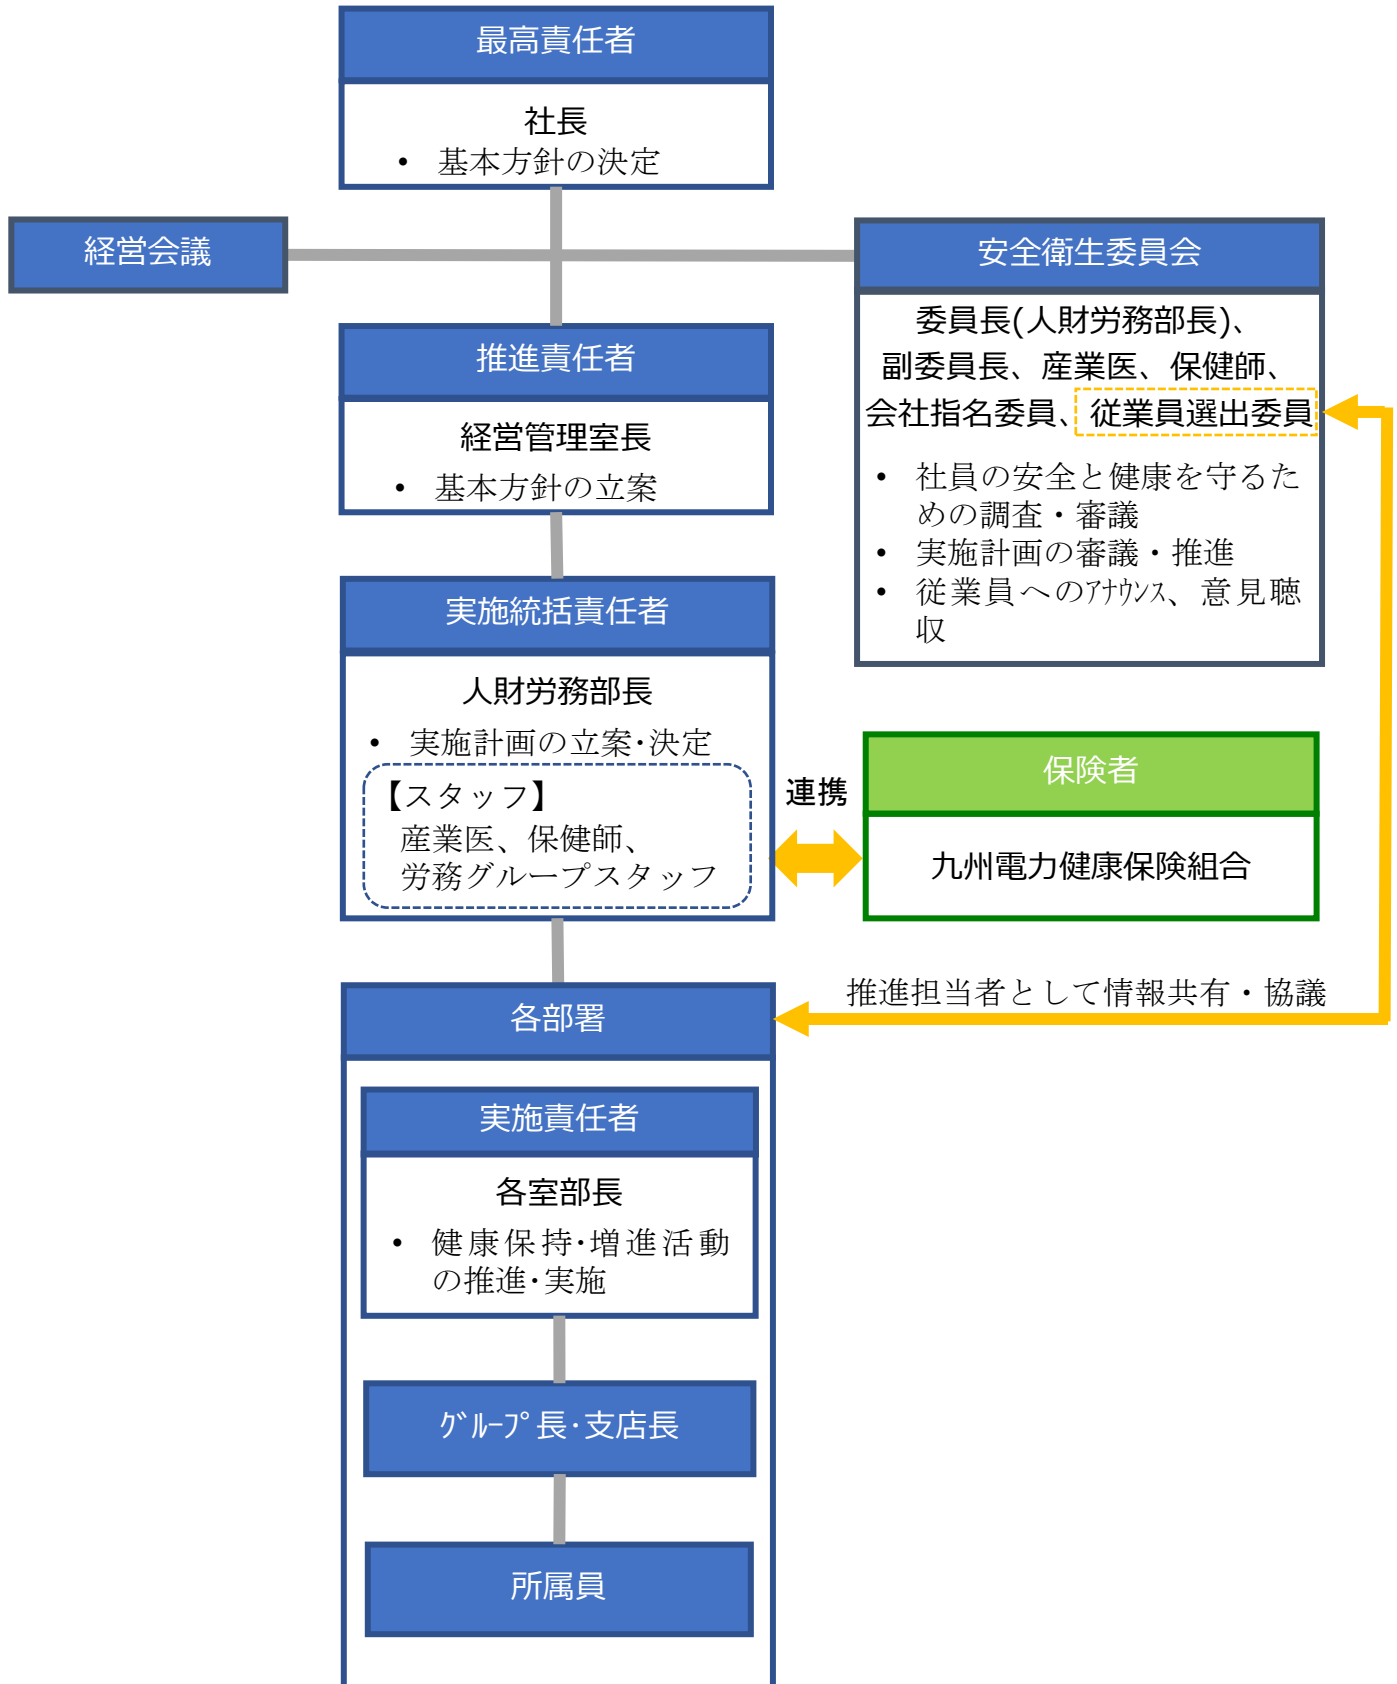 最高責任者
社長
• 基本方針の決定
経営会議
安全衛生委員会
委員長(人財労務部長)、
副委員長、産業医、保健師、
会社指名委員、従業員選出委員
• 社員の安全と健康を守るた
めの調査・審議
• 実施計画の審議・推進
• 従業員へのｱﾅｳﾝｽ、意見聴
収
推進責任者
経営管理室長
• 基本方針の立案
実施統括責任者
人財労務部長
• 実施計画の立案･決定
【スタッフ】
産業医、保健師、
労務グループスタッフ
連携
保険者
九州電力健康保険組合
推進担当者として情報共有・協議
各部署
実施責任者
各室部長
• 健康保持･増進活動
の推進･実施
ｸﾞﾙｰﾌﾟ長･支店長
所属員